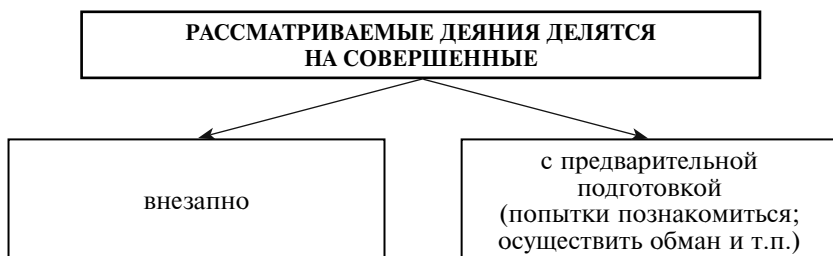 РАССМАТРИВАЕМЫЕ ДЕЯНИЯ ДЕЛЯТСЯ
НА СОВЕРШЕННЫЕ
внезапно
с предварительной
подготовкой
(попытки познакомиться;
осуществить обман и т.п.)